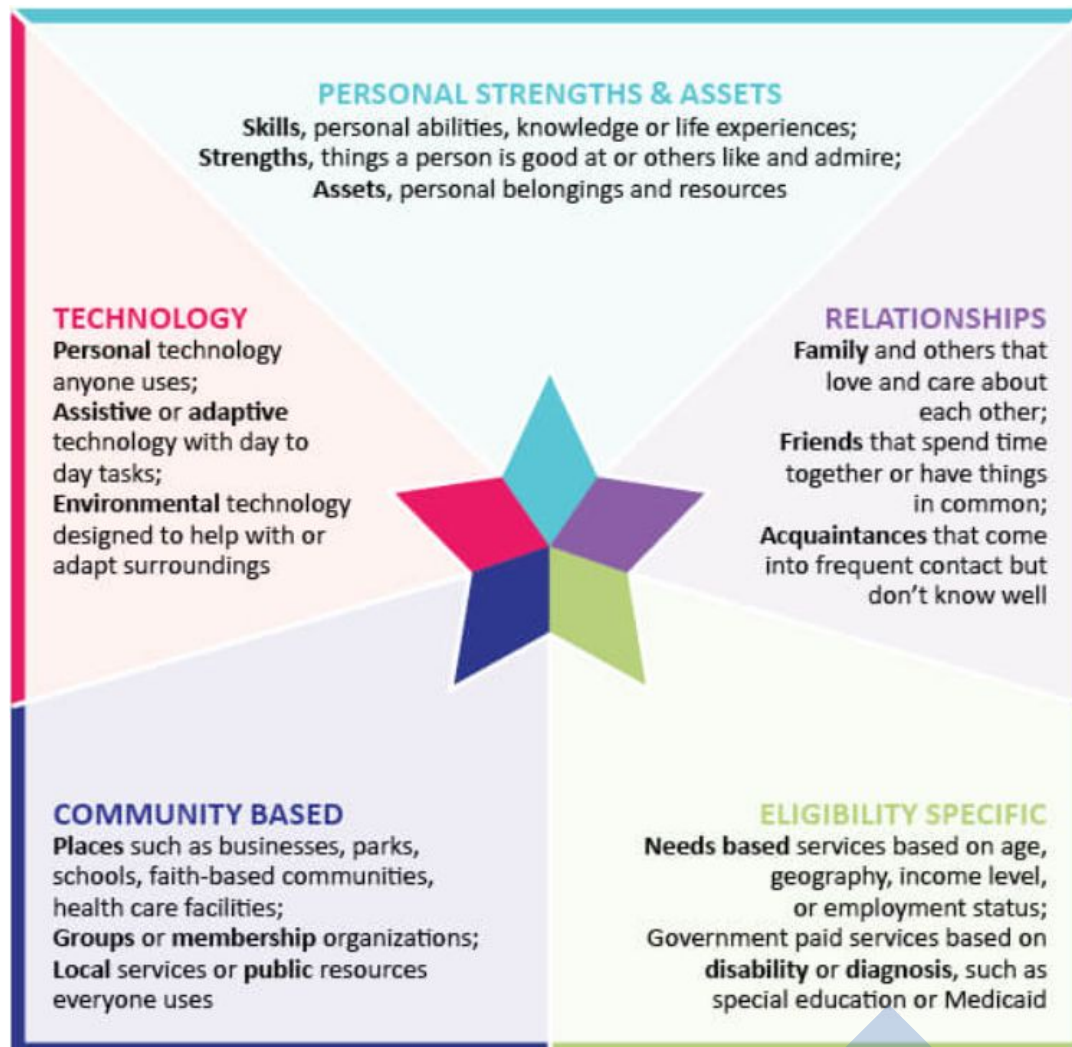 PERSONAL STRENGTHS & ASSETS
Skills, personal abilities, knowledge or life experiences;
Strengths, things a person is good at or others like and admire;
Assets, personal belongings and resources
TECHNOLOGY
Personal technology
anyone uses;
Assistive or adaptive
technology with day to
day tasks;
Environmental technology
designed to help with or
adapt surroundings
RELATIONSHIPS
Family and others that
love and care about
each other;
Friends that spend time
together or have things
in common;
Acquaintances that come
into frequent contact but
don't know well
COMMUNITY BASED
Places such as businesses, parks,
schools, faith-based communities,
health care facilities;
Groups or membership organizations;
Local services or public resources
everyone uses
ELIGIBILITY SPECIFIC
Needs based services based on age,
geography, income level,
or employment status;
Government paid services based on
disability or diagnosis, such as
special education or Medicaid